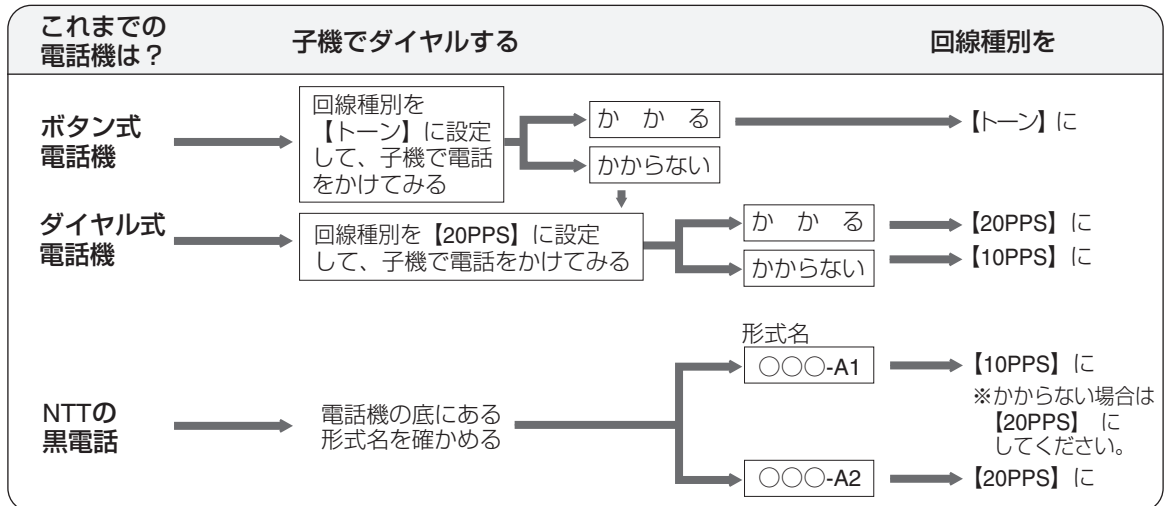 これまでの
電話機は？
子機でダイヤルする
回線種別を
ボタン式
電話機
回線種別を
【トーン】に設定
して、子機で電話
をかけてみる
か か る
【トーン】に
かからない
ダイヤル式
電話機
回線種別を【20PPS】に設定
して、子機で電話をかけてみる
か か る
【20PPS】に
かからない
【10PPS】に
NTTの
黒電話
電話機の底にある
形式名を確かめる
形式名
○○○-A1
【10PPS】に
※かからない場合は
【20PPS】 に
してください。
○○○-A2
【20PPS】に